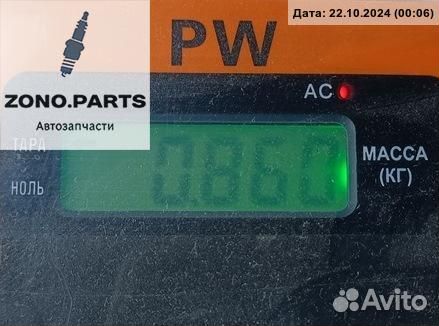 Дата: 22.10.2024 (00:06)
PW
ZONO.PARTS
Автозапчасти
AC
ТАРА
НОЛЬ
0.860
МАССА
(КГ)
Avito